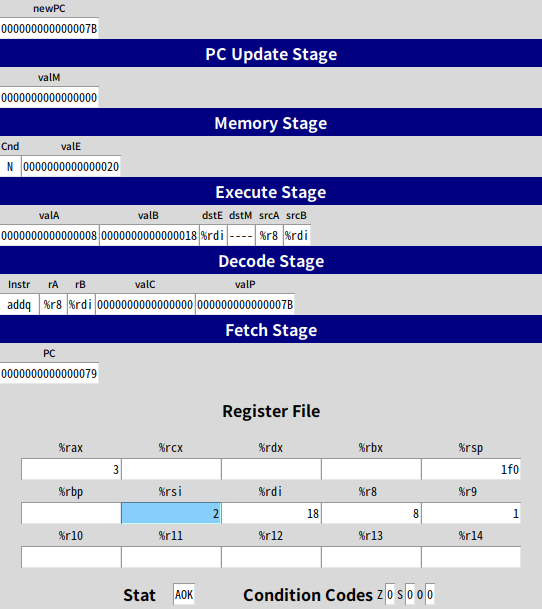 newPC
000000000000007B
PC Update Stage
valM
0000000000000000
Memory Stage
Cnd valE
N 0000000000000020
Execute Stage
valA valB dstE dstM srcA srcB
0000000000000008 0000000000000018 %rdi ---- %r8 %rdi
Decode Stage
Instr rA rB valC valP
addq %r8 %rdi 0000000000000000 000000000000007B
Fetch Stage
PC
0000000000000079
Register File
%rax %rcx %rdx %rbx %rsp
3 1f0
%rbp %rsi %rdi %r8 %r9
2 18 8 1
%r10 %r11 %r12 %r13 %r14
Stat AOK Condition Codes Z 0 S 0 O 0